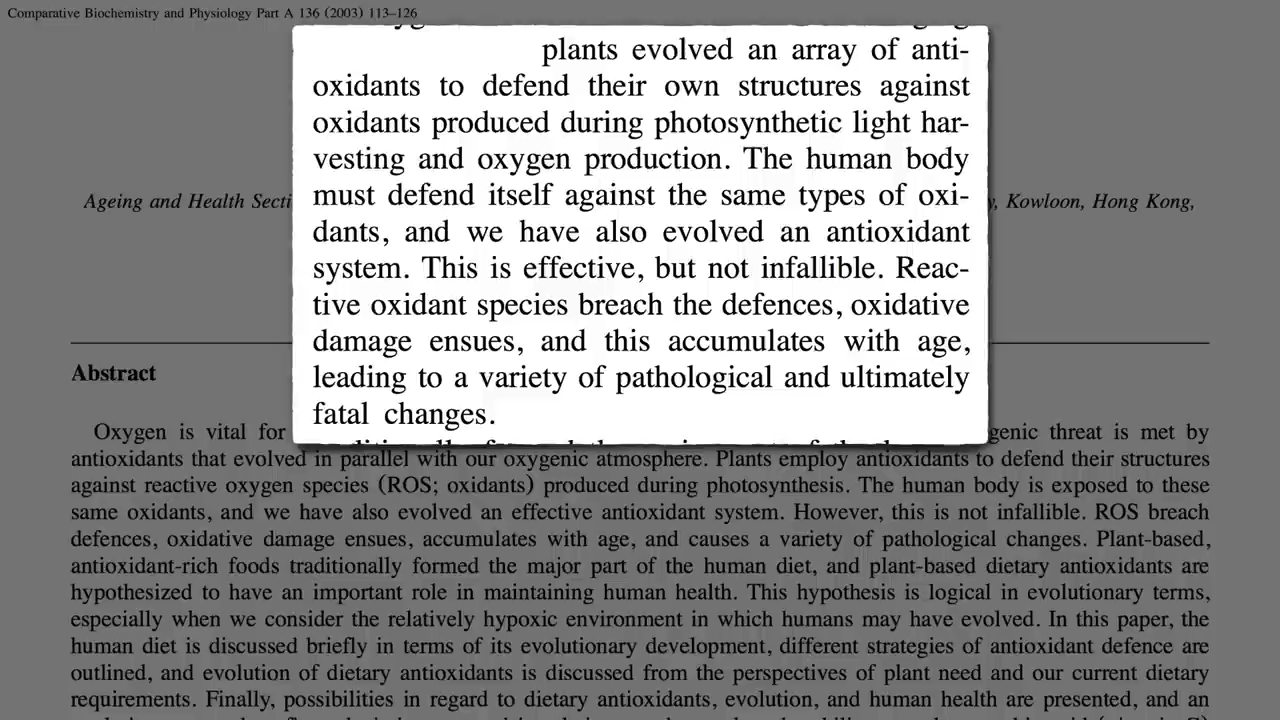 Comparative Biochemistry and Physiology Part A 136 (2003) 113–126
plants evolved an array of anti-
oxidants to defend their own structures against
oxidants produced during photosynthetic light har-
vesting and oxygen production. The human body
must defend itself against the same types of oxi-
dants, and we have also evolved an antioxidant
system. This is effective, but not infallible. Reac-
tive oxidant species breach the defences, oxidative
damage ensues, and this accumulates with age,
leading to a variety of pathological and ultimately
fatal changes.
Ageing and Health Secti Kowloon, Hong Kong,
Abstract
Oxygen is vital for genic threat is met by
antioxidants that evolved in parallel with our oxygenic atmosphere. Plants employ antioxidants to defend their structures
against reactive oxygen species (ROS; oxidants) produced during photosynthesis. The human body is exposed to these
same oxidants, and we have also evolved an effective antioxidant system. However, this is not infallible. ROS breach
defences, oxidative damage ensues, accumulates with age, and causes a variety of pathological changes. Plant-based,
antioxidant-rich foods traditionally formed the major part of the human diet, and plant-based dietary antioxidants are
hypothesized to have an important role in maintaining human health. This hypothesis is logical in evolutionary terms,
especially when we consider the relatively hypoxic environment in which humans may have evolved. In this paper, the
human diet is discussed briefly in terms of its evolutionary development, different strategies of antioxidant defence are
outlined, and evolution of dietary antioxidants is discussed from the perspectives of plant need and our current dietary
requirements. Finally, possibilities in regard to dietary antioxidants, evolution, and human health are presented, and an